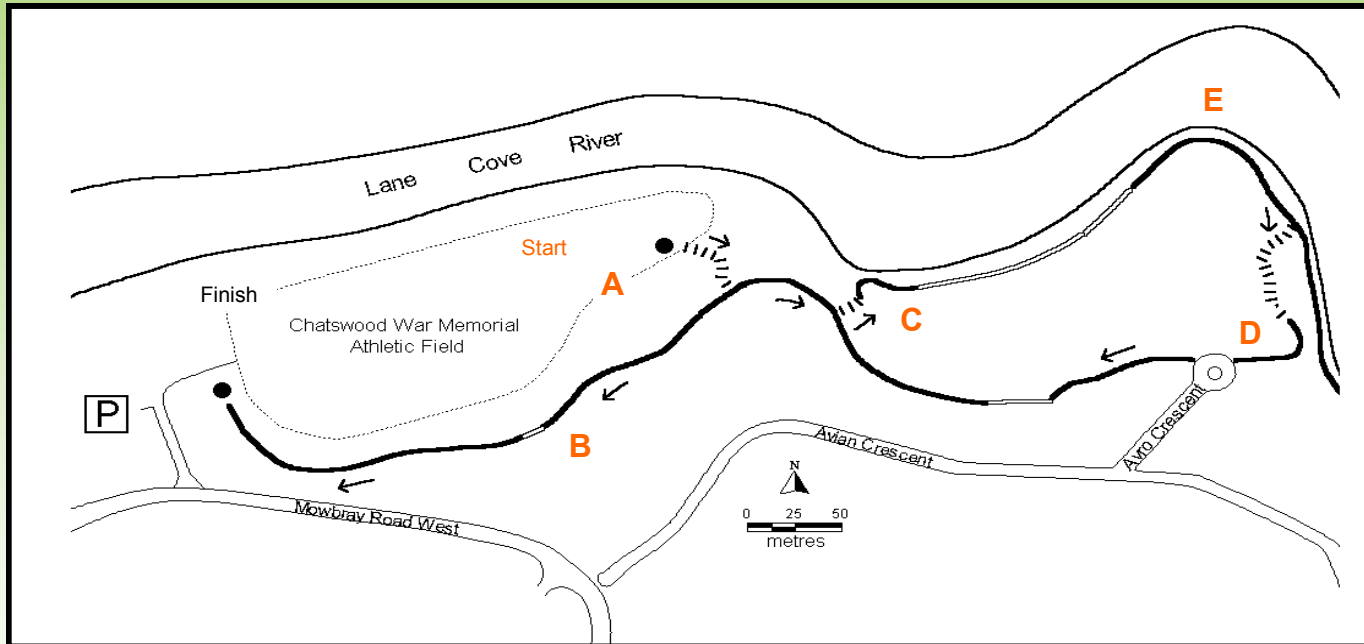 E
Lane Cove River
Start
A
Finish
C
Chatswood War Memorial
Athletic Field
D
P
B
Avian Crescent
Avro Crescent
N
Mowbray Road West
0 25 50
metres